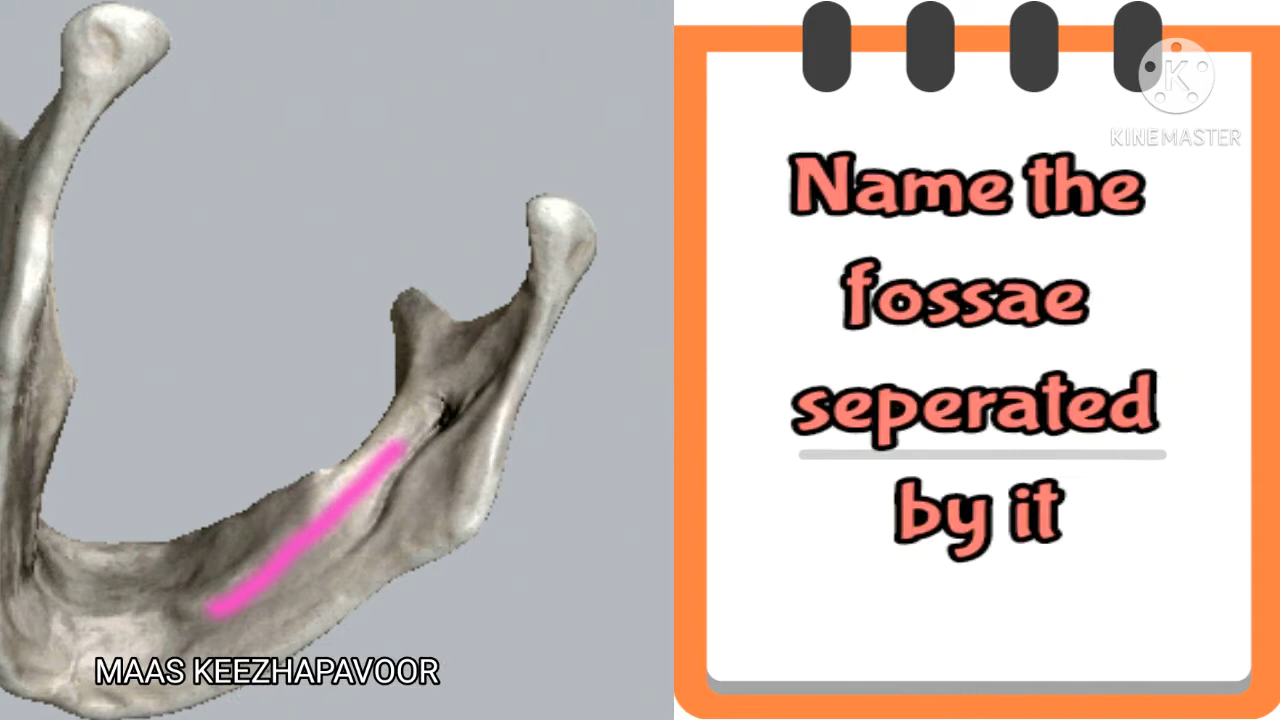 MAAS KEEZHAPAVOOR
K
KINEMASTER
Name the
fossae
seperated
by it